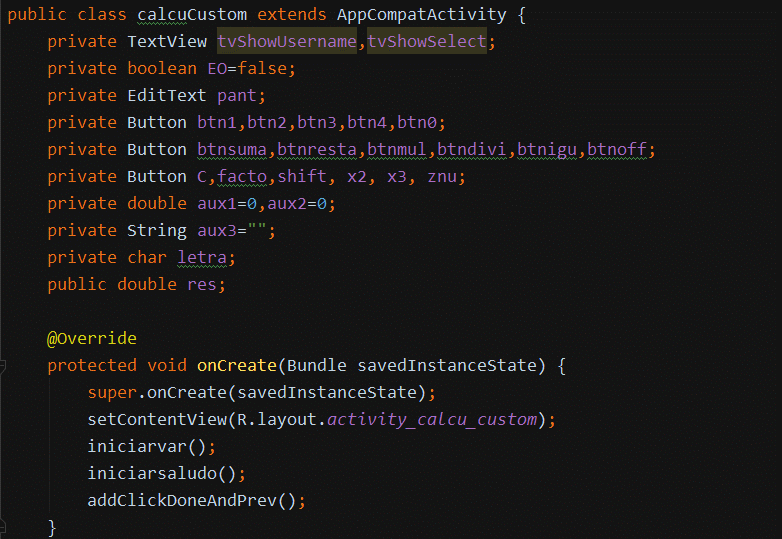 public class calcuCustom extends AppCompatActivity {
    private TextView tvShowUsername,tvShowSelect;
    private boolean EO=false;
    private EditText pant;
    private Button btn1,btn2,btn3,btn4,btn0;
    private Button btnsuma,btnresta,btnmul,btndivi,btnigu,btnoff;
    private Button C,facto,shift, x2, x3, znu;
    private double aux1=0,aux2=0;
    private String aux3="";
    private char letra;
    public double res;

    @Override
    protected void onCreate(Bundle savedInstanceState) {
        super.onCreate(savedInstanceState);
        setContentView(R.layout.activity_calcu_custom);
        iniciarvar();
        iniciarsaludo();
        addClickDoneAndPrev();
    }